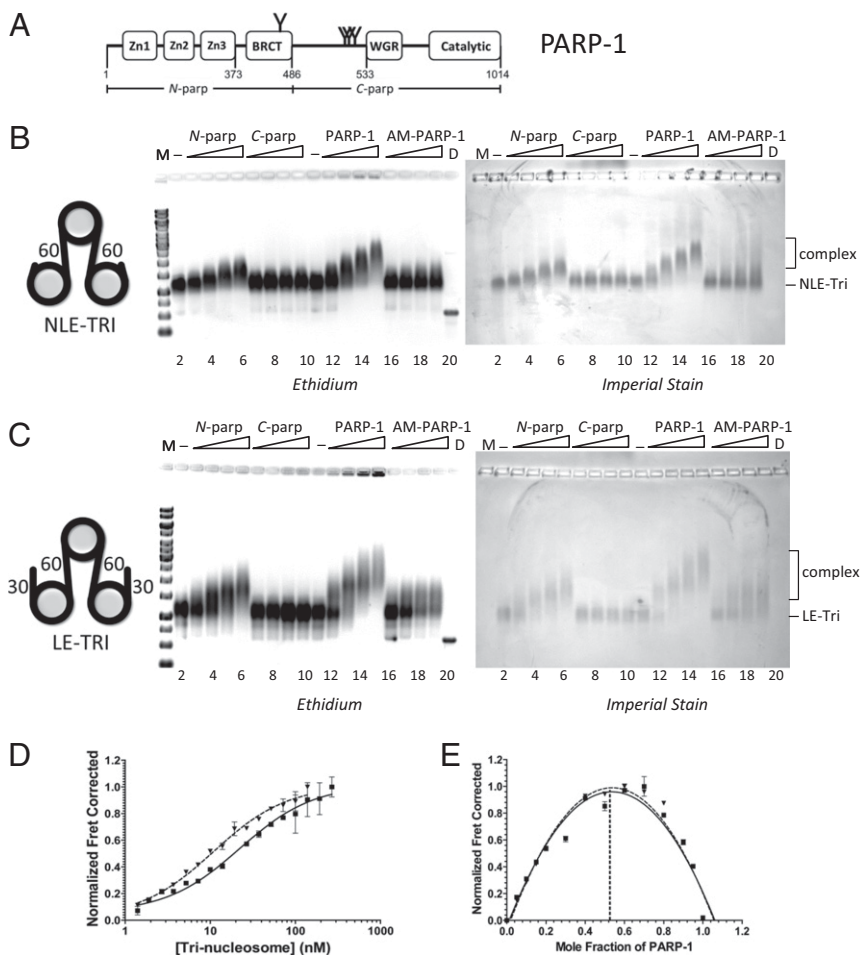 A
Zn1 Zn2 Zn3 BRCT WGR Catalytic
PARP-1
1 373 486 533 1014
N-parp C-parp
B
N-parp C-parp PARP-1 AM-PARP-1
M – – D
N-parp C-parp PARP-1 AM-PARP-1
M – – D
60 60
NLE-TRI
complex
NLE-Tri
2 4 6 8 10 12 14 16 18 20
Ethidium
2 4 6 8 10 12 14 16 18 20
Imperial Stain
C
N-parp C-parp PARP-1 AM-PARP-1
M – – D
N-parp C-parp PARP-1 AM-PARP-1
M – – D
30 60 60 30
LE-TRI
complex
LE-Tri
2 4 6 8 10 12 14 16 18 20
Ethidium
2 4 6 8 10 12 14 16 18 20
Imperial Stain
D
Normalized Fret Corrected
1.2
1.0
0.8
0.6
0.4
0.2
0.0
1 10 100 1000
[Tri-nucleosome] (nM)
E
Normalized Fret Corrected
1.2
1.0
0.8
0.6
0.4
0.2
0.0
0.0 0.2 0.4 0.6 0.8 1.0 1.2
Mole Fraction of PARP-1